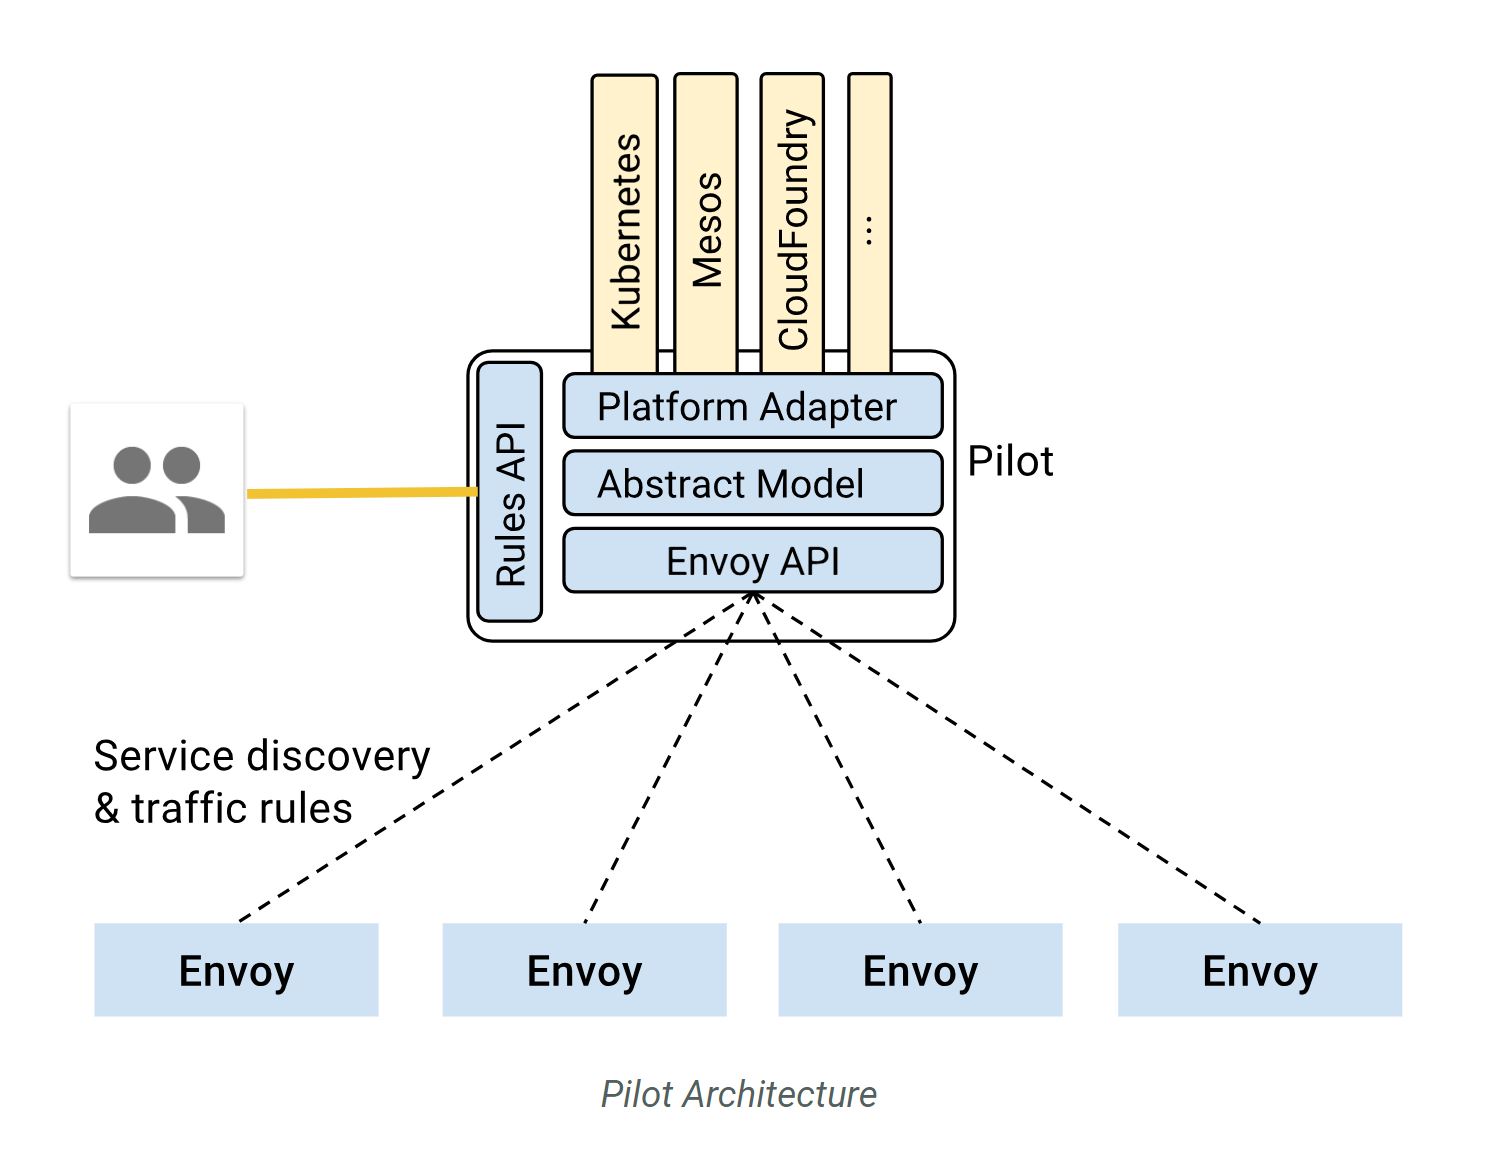 Kubernetes
Mesos
CloudFoundry
...
Rules API
Platform Adapter
Abstract Model
Envoy API
Pilot
Service discovery
& traffic rules
Envoy
Envoy
Envoy
Envoy
Pilot Architecture